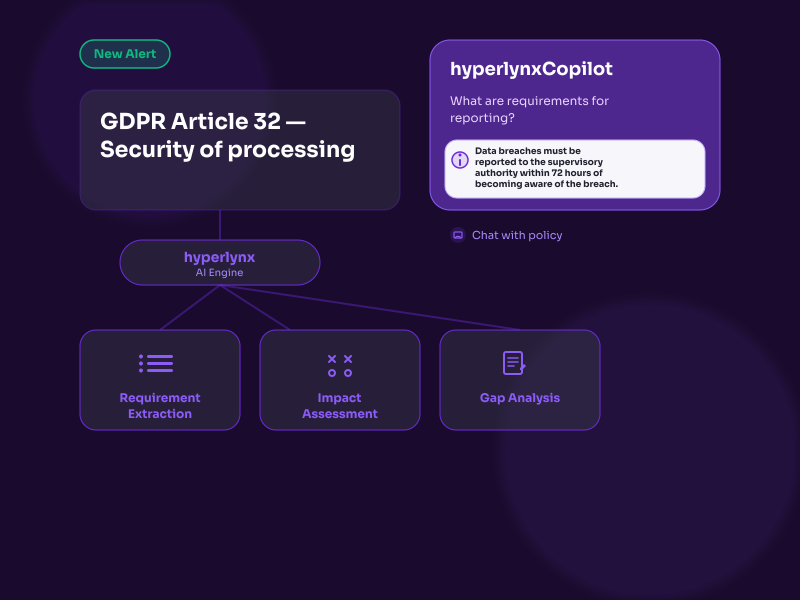 New Alert
GDPR Article 32 —
Security of processing
hyperlynxCopilot
What are requirements for
reporting?
Data breaches must be
reported to the supervisory
authority within 72 hours of
becoming aware of the breach.
Chat with policy
hyperlynx
AI Engine
Requirement
Extraction
Impact
Assessment
Gap Analysis